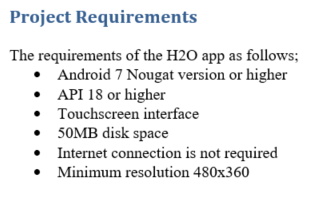 Project Requirements
The requirements of the H2O app as follows;
• Android 7 Nougat version or higher
• API 18 or higher
• Touchscreen interface
• 50MB disk space
• Internet connection is not required
• Minimum resolution 480x360